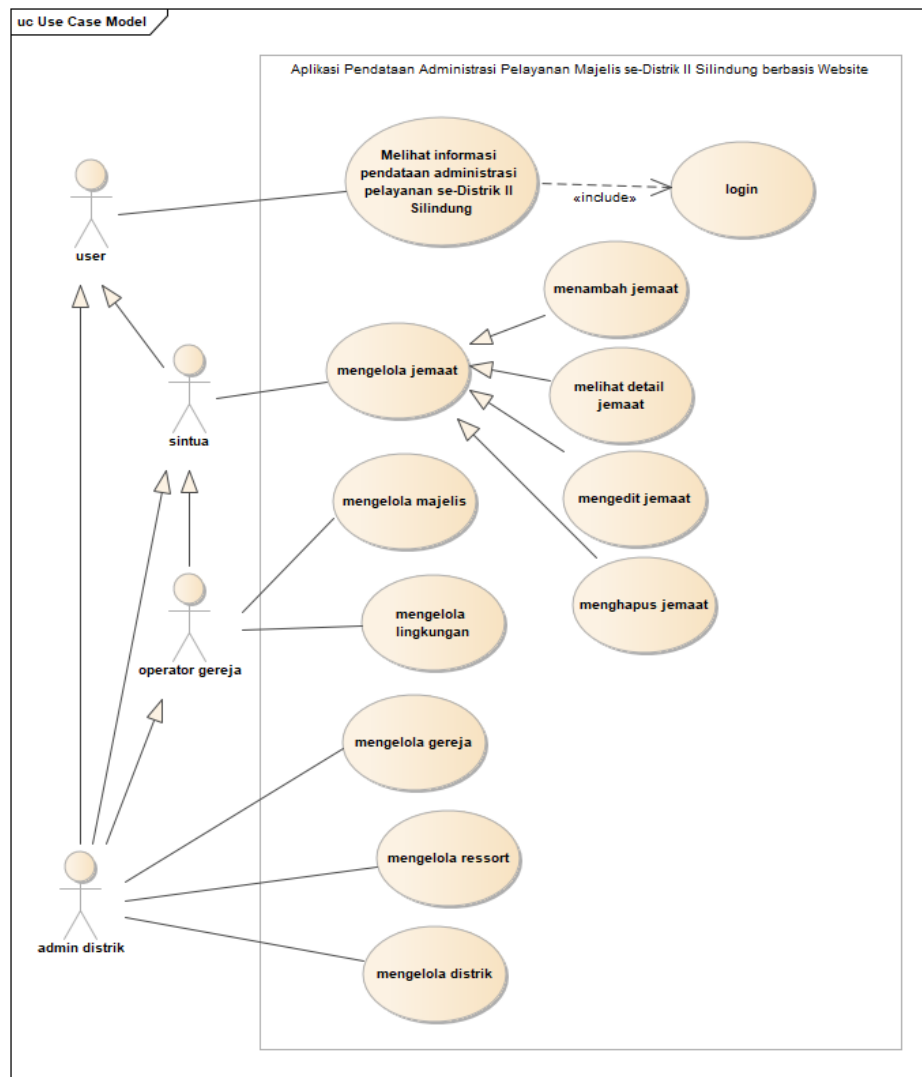 uc Use Case Model
Aplikasi Pendataan Administrasi Pelayanan Majelis se-Distrik II Silindung berbasis Website
Melihat informasi
pendataan administrasi
pelayanan se-Distrik II
Silindung
«include»
login
user
menambah jemaat
mengelola jemaat
melihat detail
jemaat
sintua
mengedit jemaat
mengelola majelis
menghapus jemaat
mengelola
lingkungan
operator gereja
mengelola gereja
mengelola ressort
admin distrik
mengelola distrik